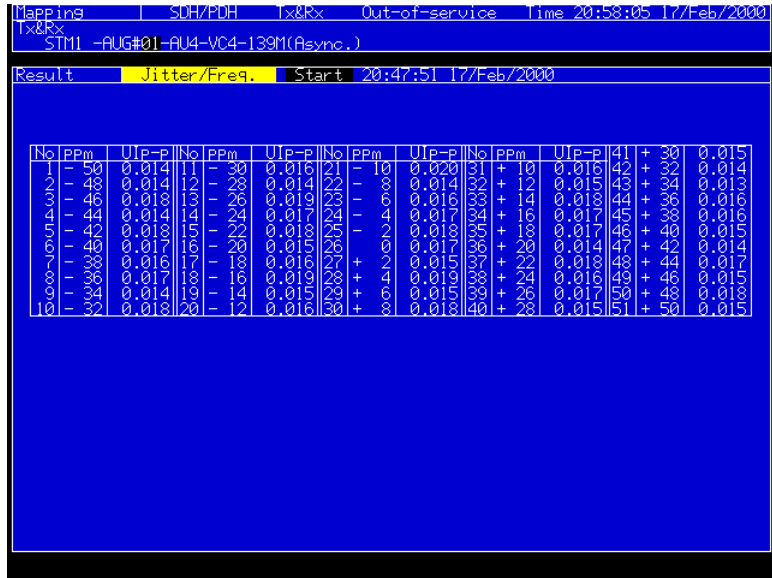 Mapping | SDH/PDH Tx&Rx Out-of-service Time 20:58:05 17/Feb/2000
Tx&Rx
STM1 -AUG#01-AU4-VC4-139M(Async.)
Result Jitter/Freq. Start 20:47:51 17/Feb/2000
No ppm UIp-p No ppm UIp-p No ppm UIp-p No ppm UIp-p 41 + 30 0.015
1 - 50 0.014 11 - 30 0.016 21 - 10 0.020 31 + 10 0.016 42 + 32 0.014
2 - 48 0.014 12 - 28 0.014 22 - 8 0.014 32 + 12 0.015 43 + 34 0.013
3 - 46 0.018 13 - 26 0.019 23 - 6 0.016 33 + 14 0.018 44 + 36 0.016
4 - 44 0.014 14 - 24 0.017 24 - 4 0.017 34 + 16 0.017 45 + 38 0.016
5 - 42 0.018 15 - 22 0.018 25 - 2 0.018 35 + 18 0.017 46 + 40 0.015
6 - 40 0.017 16 - 20 0.015 26 0 0.017 36 + 20 0.014 47 + 42 0.014
7 - 38 0.016 17 - 18 0.016 27 + 2 0.015 37 + 22 0.018 48 + 44 0.017
8 - 36 0.017 18 - 16 0.019 28 + 4 0.019 38 + 24 0.016 49 + 46 0.015
9 - 34 0.014 19 - 14 0.015 29 + 6 0.015 39 + 26 0.017 50 + 48 0.018
10 - 32 0.018 20 - 12 0.016 30 + 8 0.018 40 + 28 0.015 51 + 50 0.015